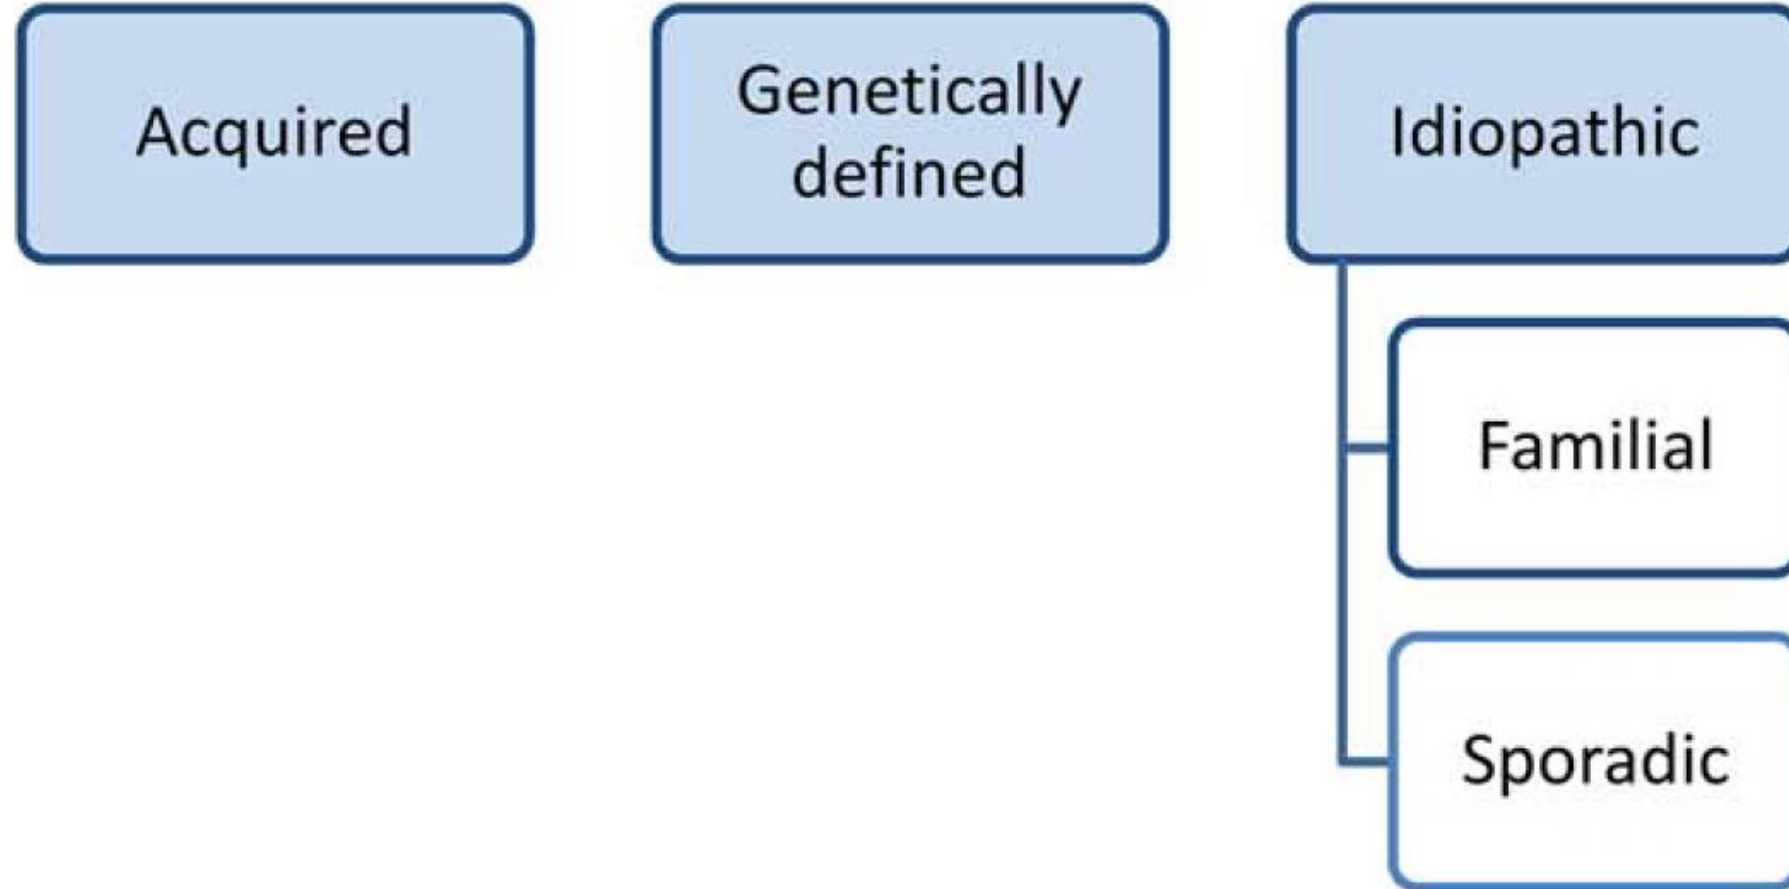 Acquired
Genetically
defined
Idiopathic
Familial
Sporadic